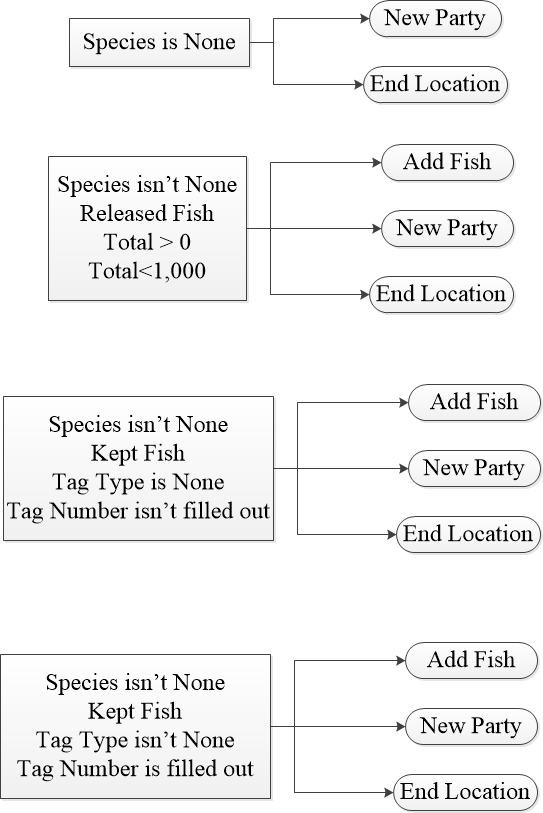 Species is None
New Party
End Location
Species isn't None
Released Fish
Total > 0
Total<1,000
Add Fish
New Party
End Location
Species isn't None
Kept Fish
Tag Type is None
Tag Number isn't filled out
Add Fish
New Party
End Location
Species isn't None
Kept Fish
Tag Type isn't None
Tag Number is filled out
Add Fish
New Party
End Location